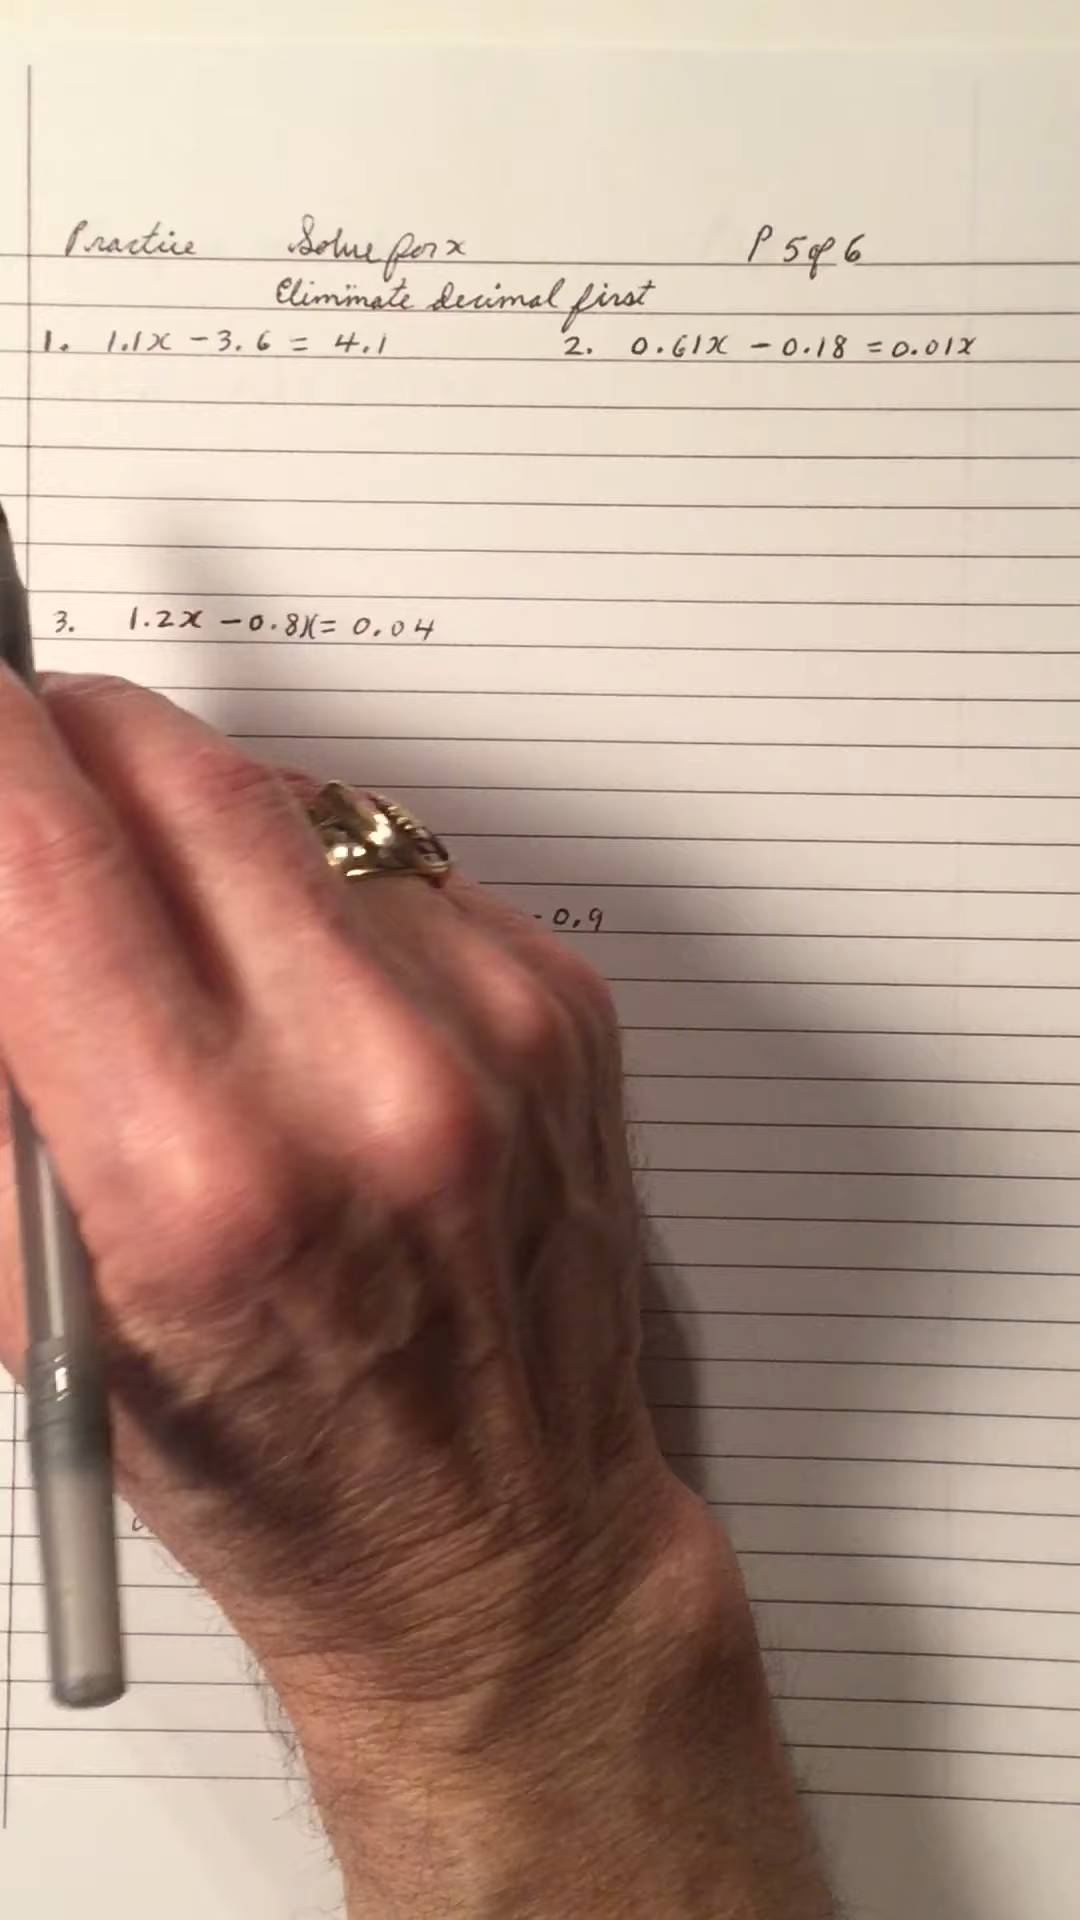 Practice Solve for x P 5 of 6
Eliminate decimal first
1. 1.1x - 3.6 = 4.1 2. 0.61x - 0.18 = 0.01x
3. 1.2x - 0.8x = 0.04
- 0.9